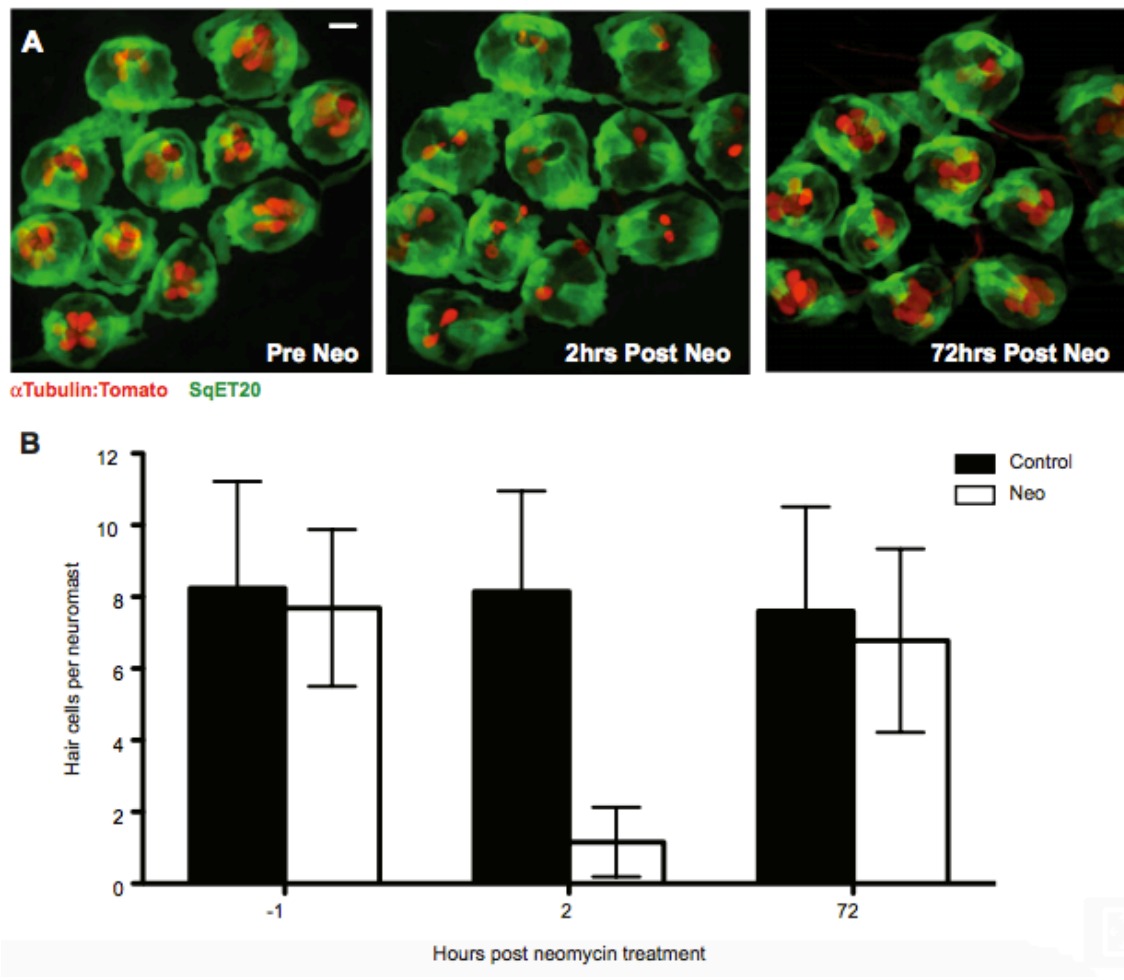 A
Pre Neo
2hrs Post Neo
72hrs Post Neo
αTubulin:Tomato SqET20
B
12
10
8
6
4
2
0
Hair cells per neuromast
Control
Neo
-1
2
72
Hours post neomycin treatment